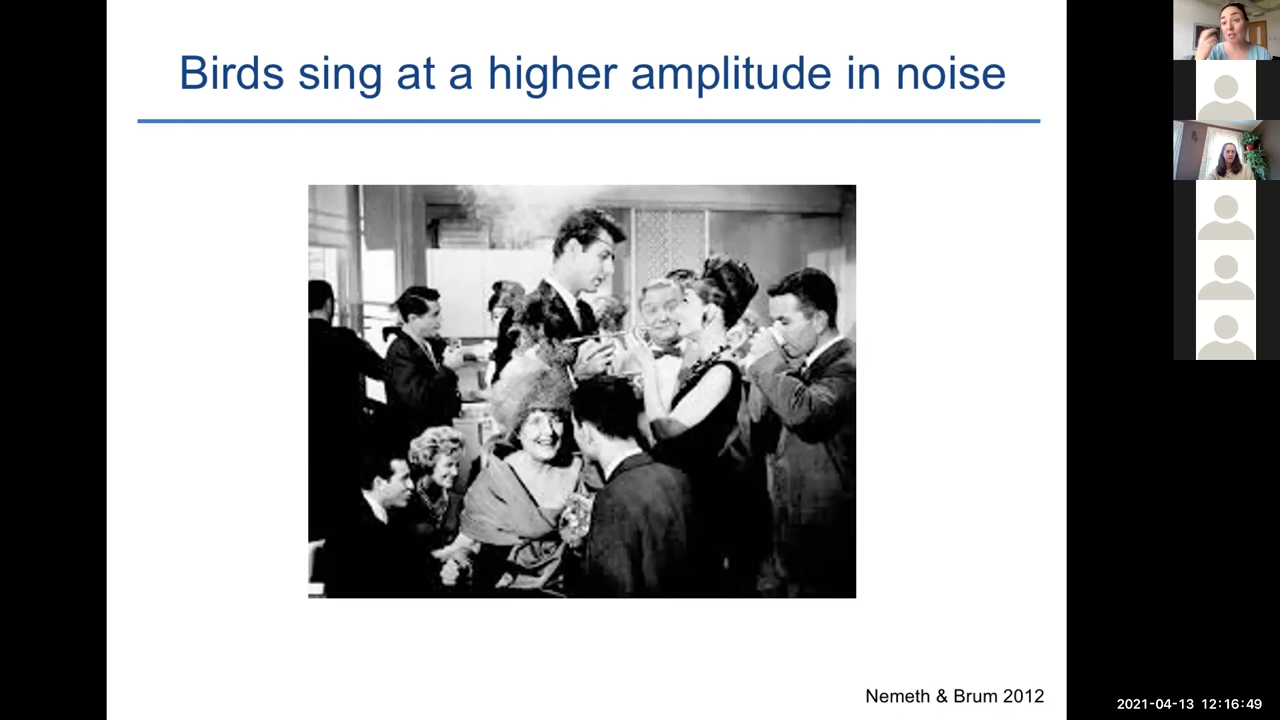 Birds sing at a higher amplitude in noise
Nemeth & Brum 2012
2021-04-13 12:16:49